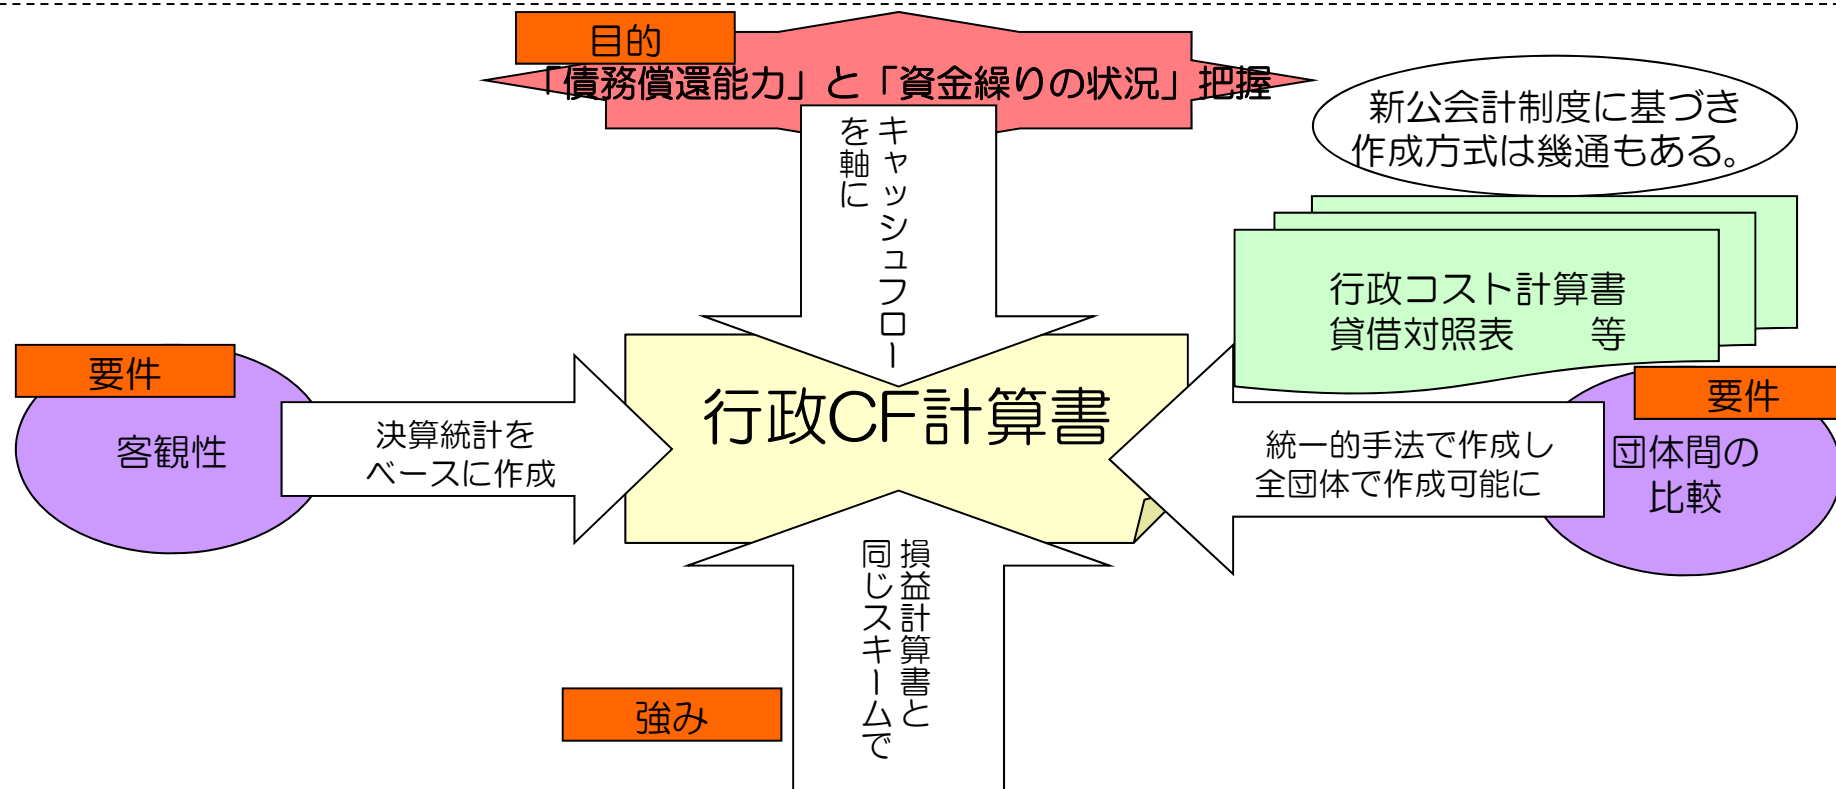 目的
「債務償還能力」と「資金繰りの状況」把握
キャッシュフロー
を軸に
新公会計制度に基づき
作成方式は幾通もある。
行政コスト計算書
貸借対照表　　等
要件
客観性
決算統計を
ベースに作成
行政CF計算書
統一的手法で作成し
全団体で作成可能に
要件
団体間の
比較
損益計算書と
同じスキームで
強み